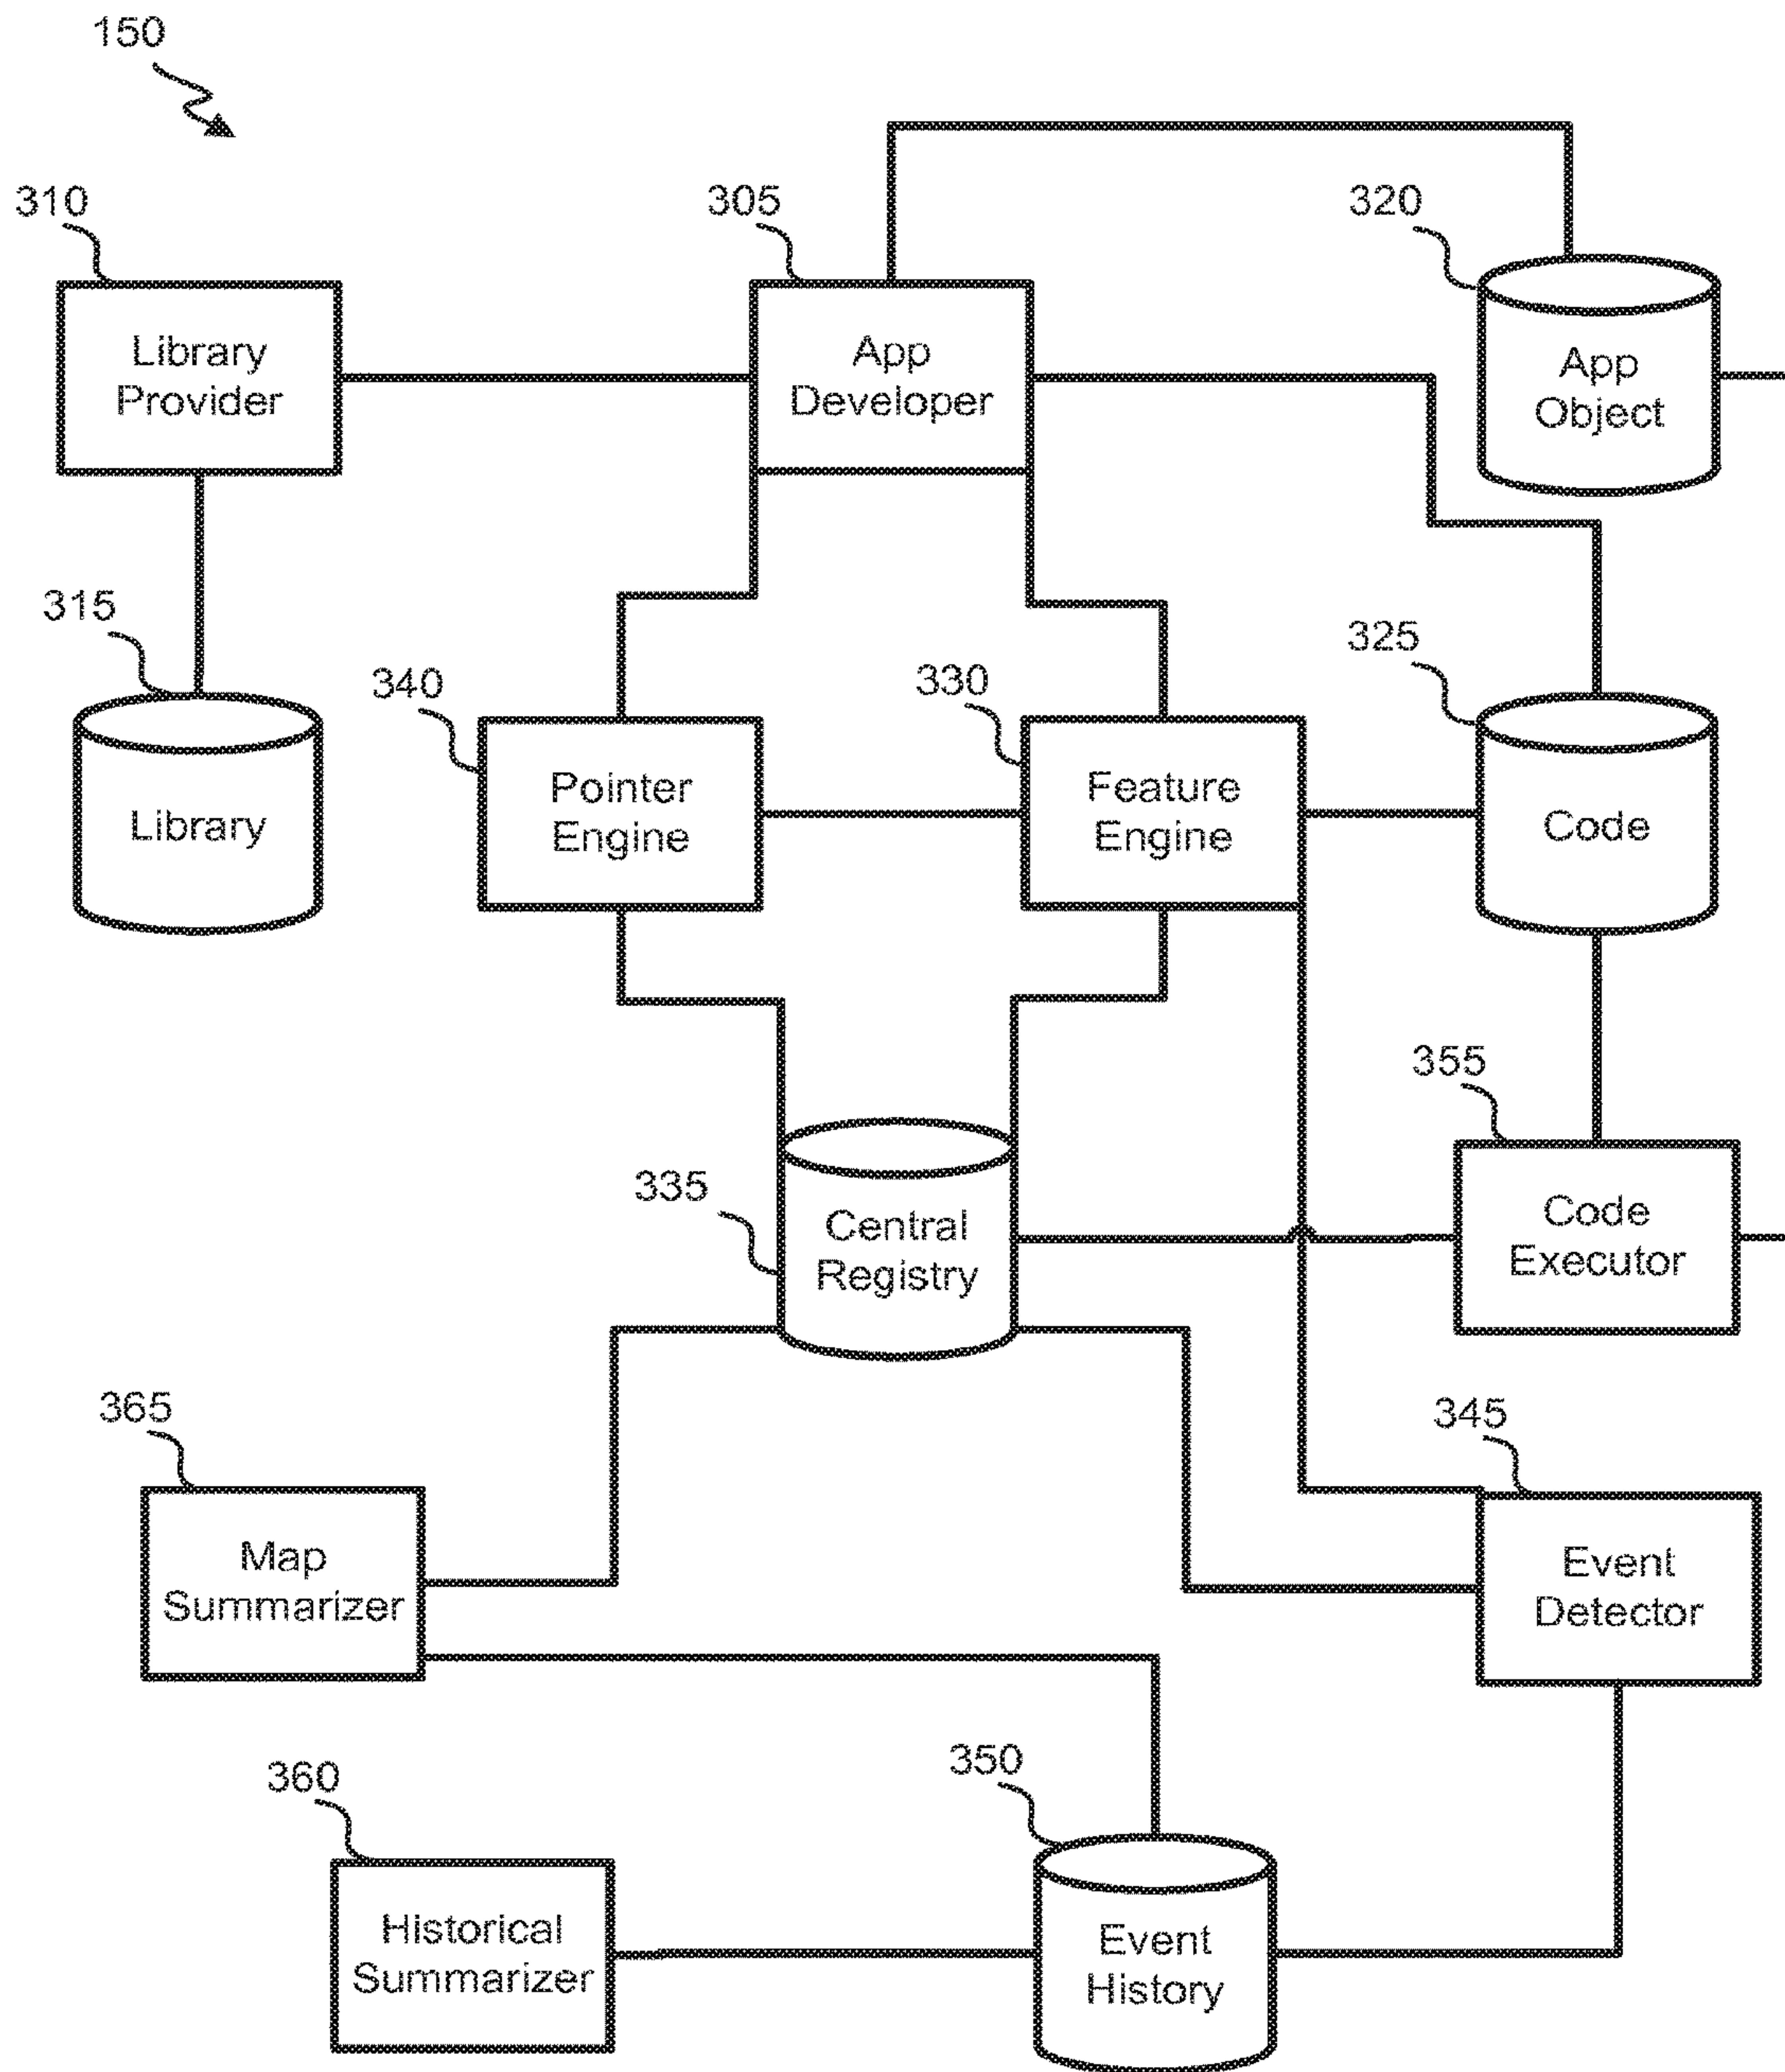 150
310
305
320
Library
Provider
App
Developer
App
Object
315
340
330
325
Library
Pointer
Engine
Feature
Engine
Code
355
335
Central
Registry
Code
Executor
365
345
Map
Summarizer
Event
Detector
360
350
Historical
Summarizer
Event
History